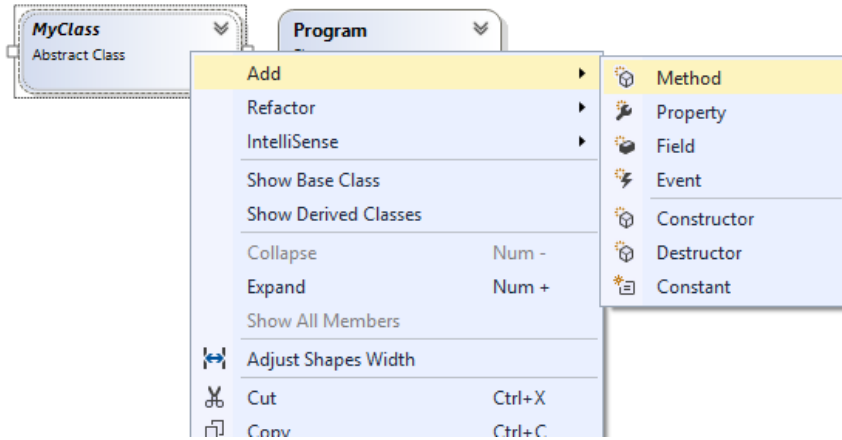 MyClass
Abstract Class
Program
Add
Refactor
IntelliSense
Show Base Class
Show Derived Classes
Collapse Num -
Expand Num +
Show All Members
Adjust Shapes Width
Cut Ctrl+X
Copy Ctrl+C
Method
Property
Field
Event
Constructor
Destructor
Constant